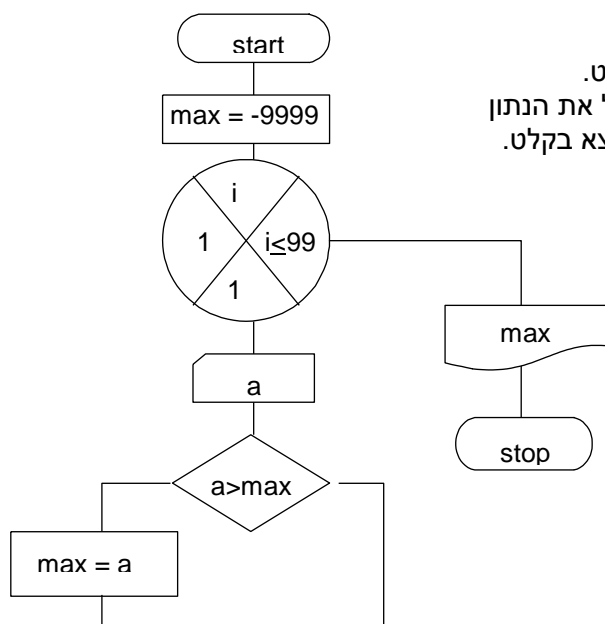 start
max = -9999
i
1
i≤99
1
a
a>max
max = a
max
stop
את הנתון
בקלט.